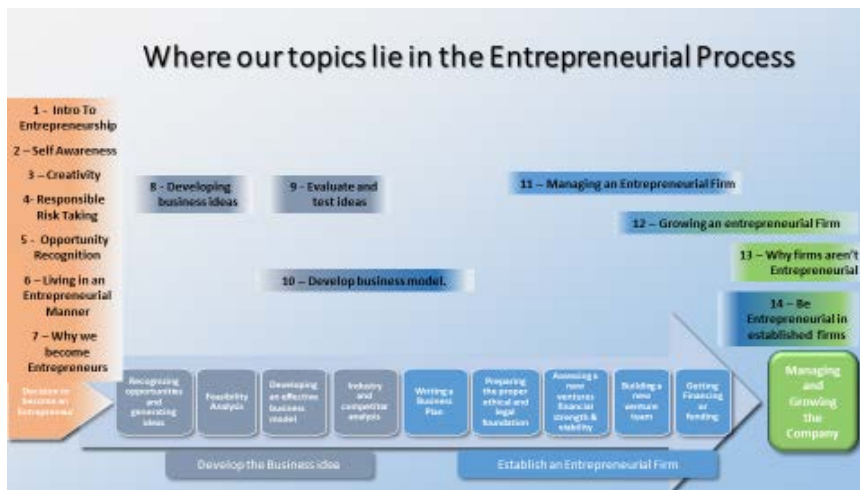 Where our topics lie in the Entrepreneurial Process
1 - Intro To
Entrepreneurship
2 – Self Awareness
3 – Creativity
4- Responsible
Risk Taking
5 - Opportunity
Recognition
6 – Living in an
Entrepreneurial
Manner
7 – Why we
become
Entrepreneurs
8 - Developing
business ideas
9 - Evaluate and
test ideas
10 – Develop business model.
11 – Managing an Entrepreneurial Firm
12 – Growing an entrepreneurial Firm
13 – Why firms aren't
Entrepreneurial
14 – Be
Entrepreneurial in
established firms
Decision to
become an
Entrepreneur
Recognizing
opportunities
and
generating
ideas
Feasibility
Analysis
Developing
an effective
business
model
Industry
and
competitor
analysis
Writing a
Business
Plan
Preparing
the proper
ethical and
legal
foundation
Assessing a
new
ventures
financial
strength &
viability
Building a
new
venture
team
Getting
Financing
or
funding
Managing
and
Growing
the
Company
Develop the Business idea
Establish an Entrepreneurial Firm